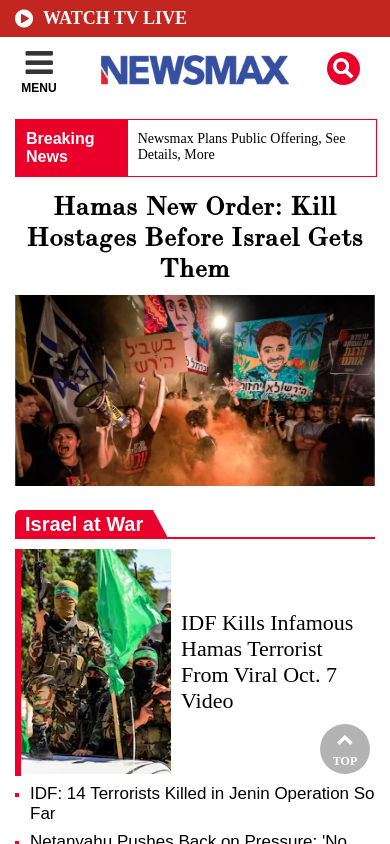 WATCH TV LIVE
MENU
NEWSMAX
Breaking
News
Newsmax Plans Public Offering, See
Details, More
Hamas New Order: Kill
Hostages Before Israel Gets
Them
בשביל
הירש
הירש לא יחזור
Israel at War
IDF Kills Infamous
Hamas Terrorist
From Viral Oct. 7
Video
TOP
IDF: 14 Terrorists Killed in Jenin Operation So
Far
Netanyahu Pushes Back on Pressure: 'No